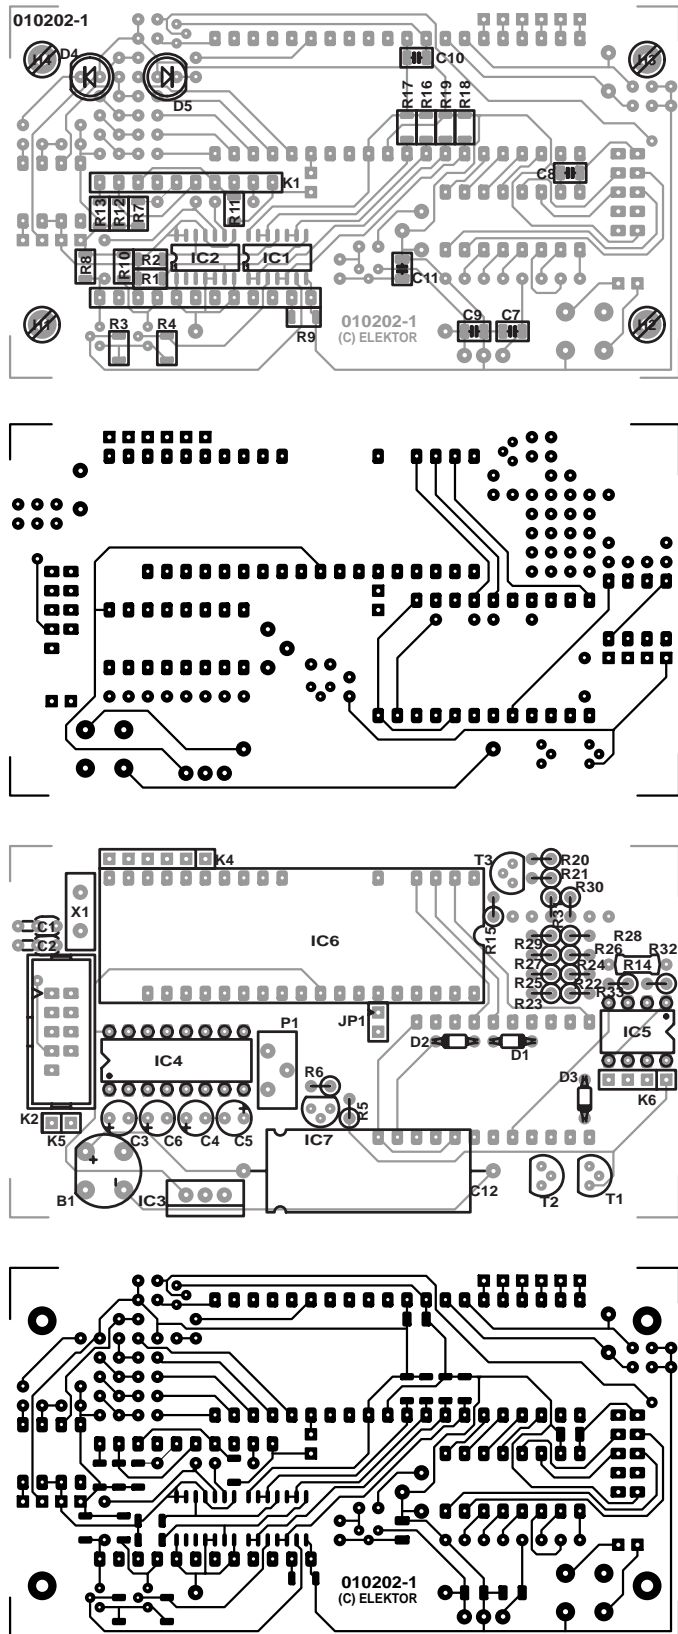 010202-1
H4
D4
D5
C10
H3
R17
R16
R19
R18
C8
K1
R13
R12
R7
R11
R8
R10
R2
R1
IC2
IC1
C11
H1
R3
R4
R9
010202-1
(C) ELEKTOR
C9
C7
H2
K4
T3
R20
R21
R30
X1
C1
C2
IC6
R15
R31
R29
R28
R26
R32
R27
R24
R14
R25
R22
R23
R33
P1
JP1
IC4
D2
D1
IC5
R6
D3
K6
K2
K5
C3
C6
C4
C5
R5
IC7
B1
IC3
C12
T2
T1
010202-1
(C) ELEKTOR